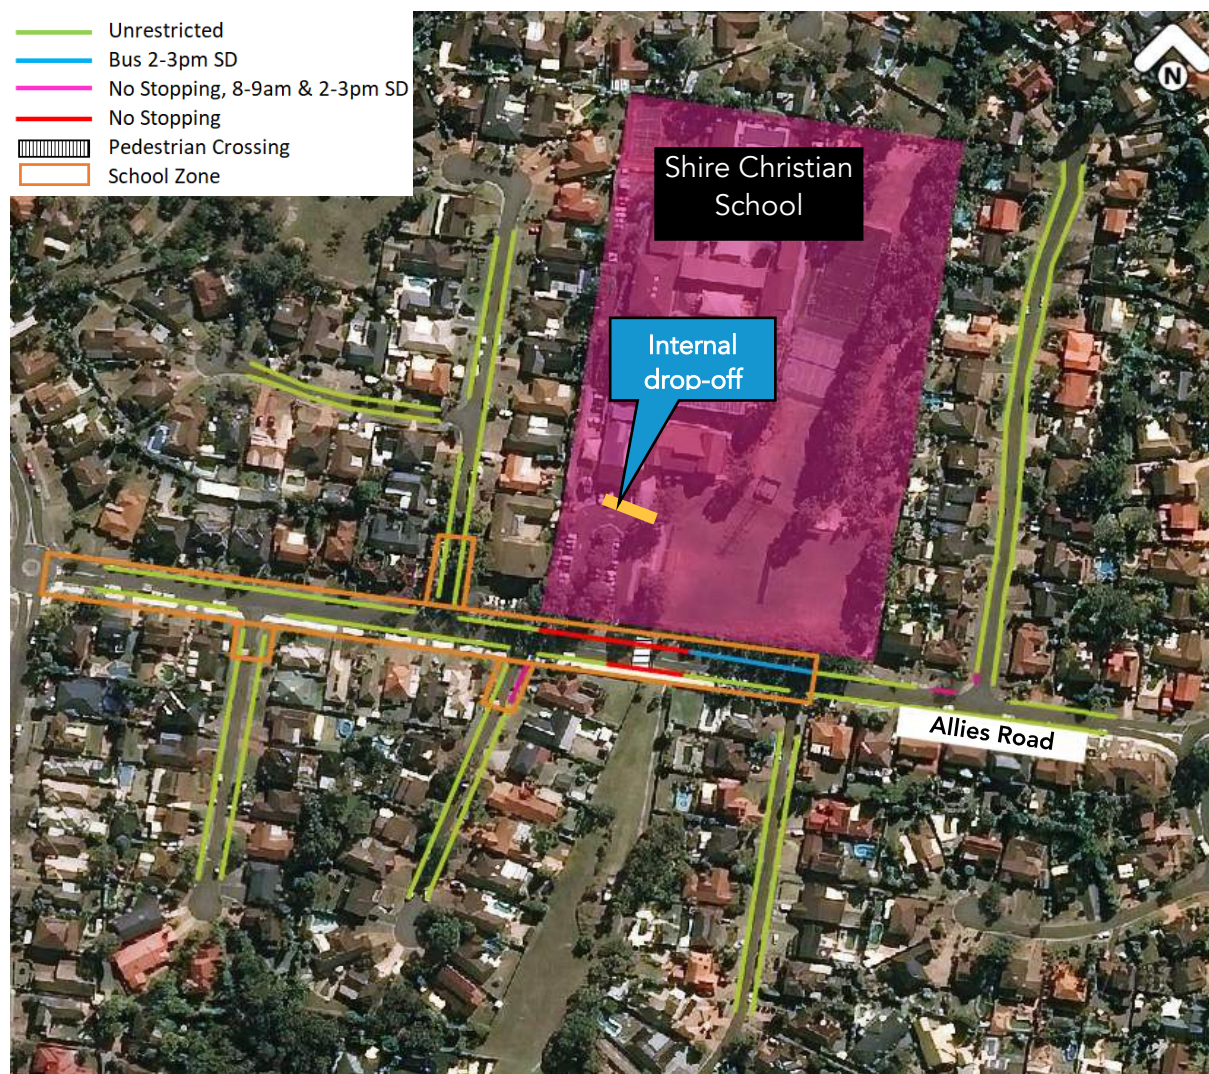 Unrestricted
Bus 2-3pm SD
No Stopping, 8-9am & 2-3pm SD
No Stopping
Pedestrian Crossing
School Zone
N
Shire Christian
School
Internal
drop-off
Allies Road